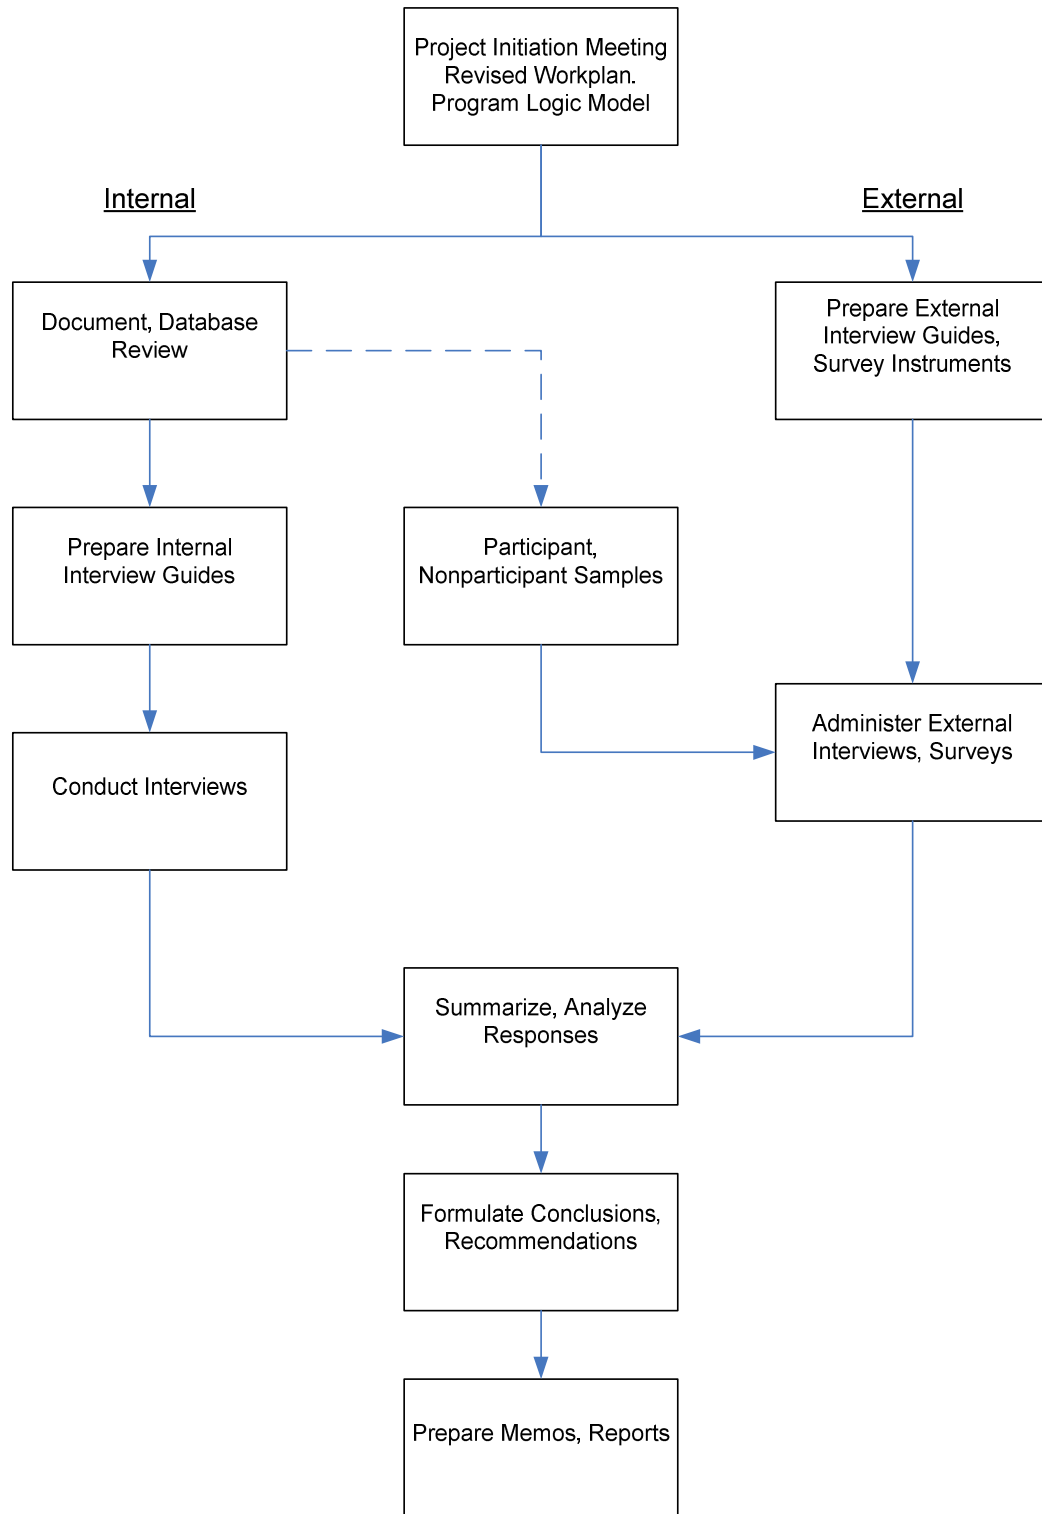 Project Initiation Meeting
Revised Workplan.
Program Logic Model
Internal
External
Document, Database
Review
Prepare External
Interview Guides,
Survey Instruments
Prepare Internal
Interview Guides
Participant,
Nonparticipant Samples
Conduct Interviews
Administer External
Interviews, Surveys
Summarize, Analyze
Responses
Formulate Conclusions,
Recommendations
Prepare Memos, Reports